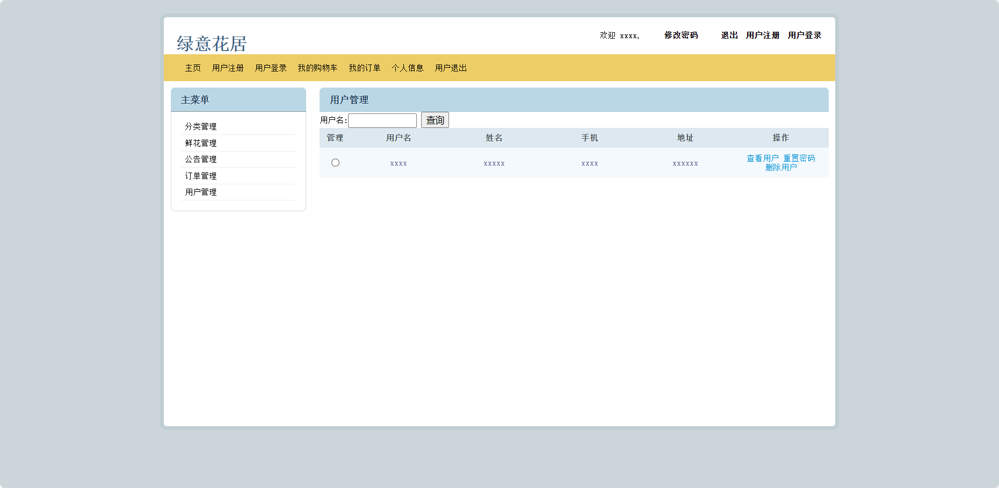 欢迎 xxxx, 修改密码 退出 用户注册 用户登录
绿意花居
主页 用户注册 用户登录 我的购物车 我的订单 个人信息 用户退出
主菜单
分类管理
鲜花管理
公告管理
订单管理
用户管理
用户管理
用户名: 查询
管理 用户名 姓名 手机 地址 操作
xxxx xxxxx xxxx xxxxxx 查看用户 重置密码
删除用户